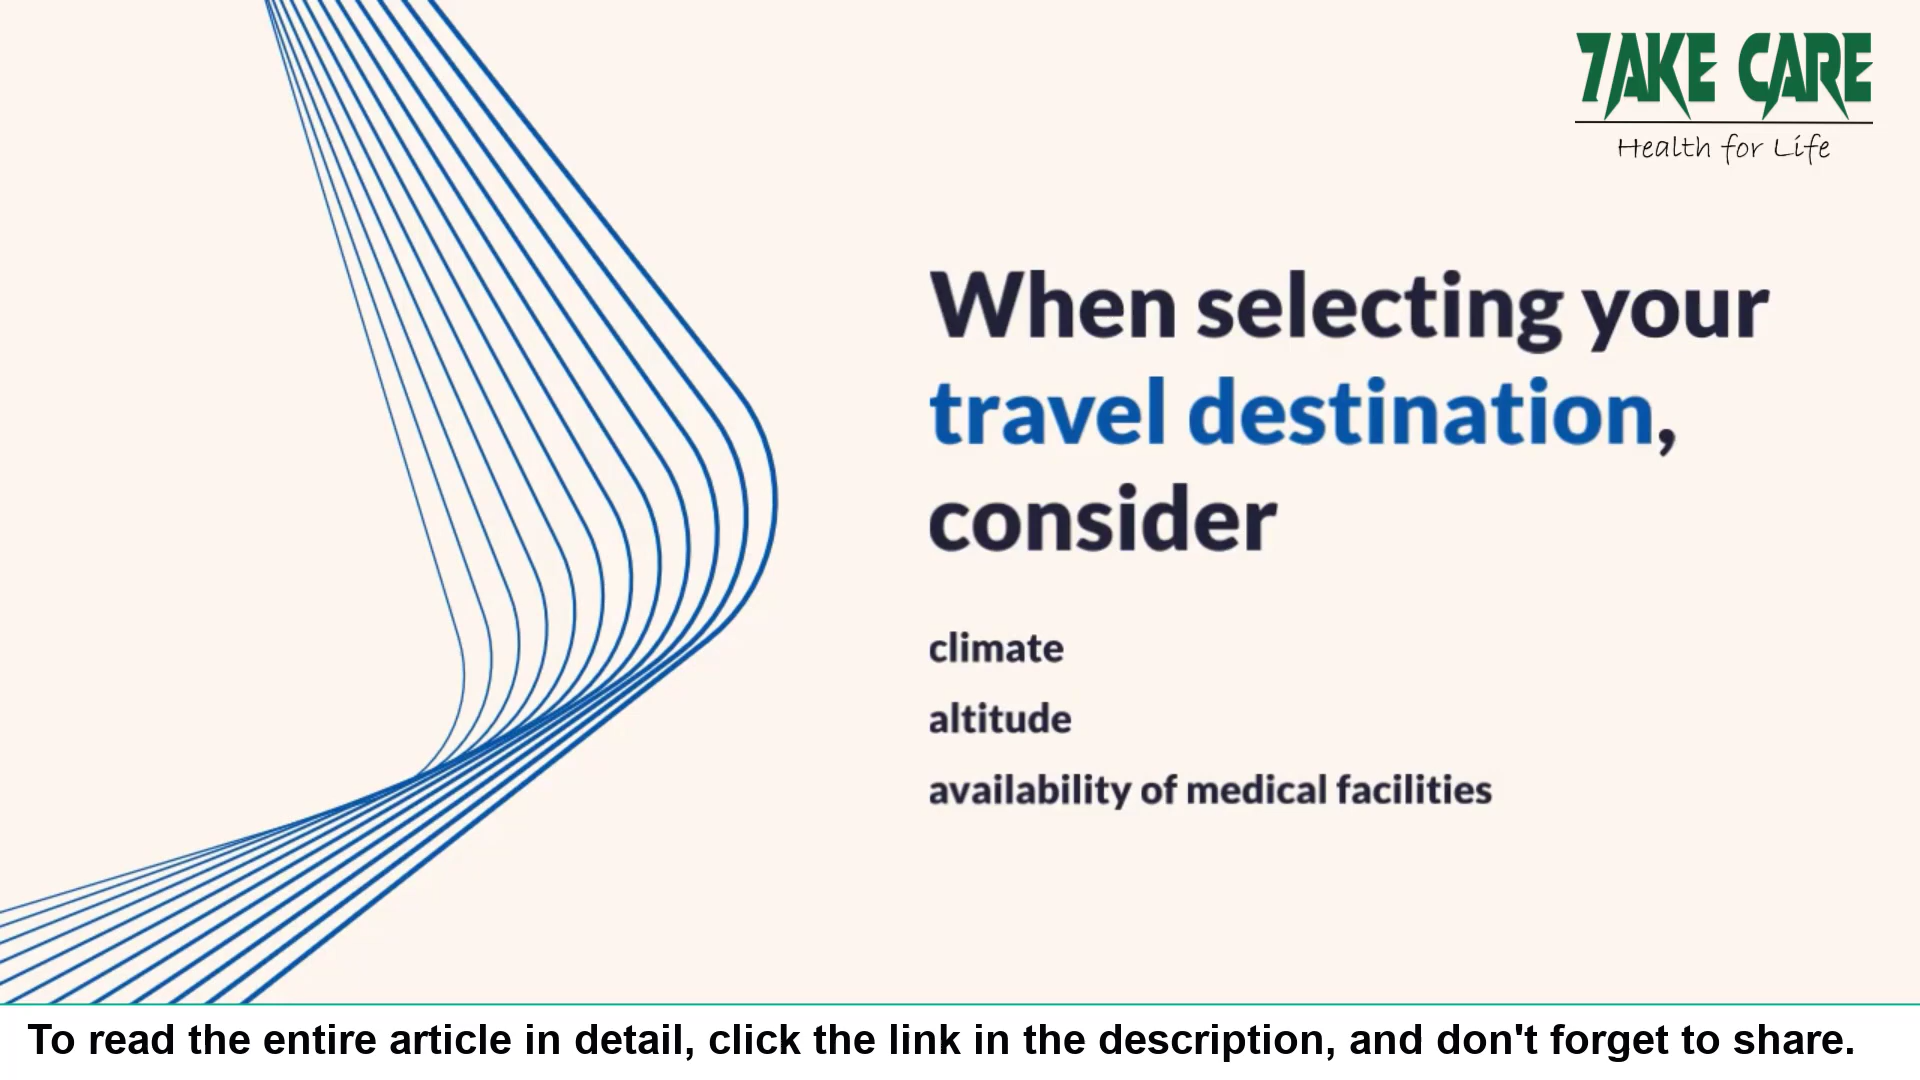 TAKE CARE
Health for Life
When selecting your
travel destination,
consider
climate
altitude
availability of medical facilities
To read the entire article in detail, click the link in the description, and don't forget to share.